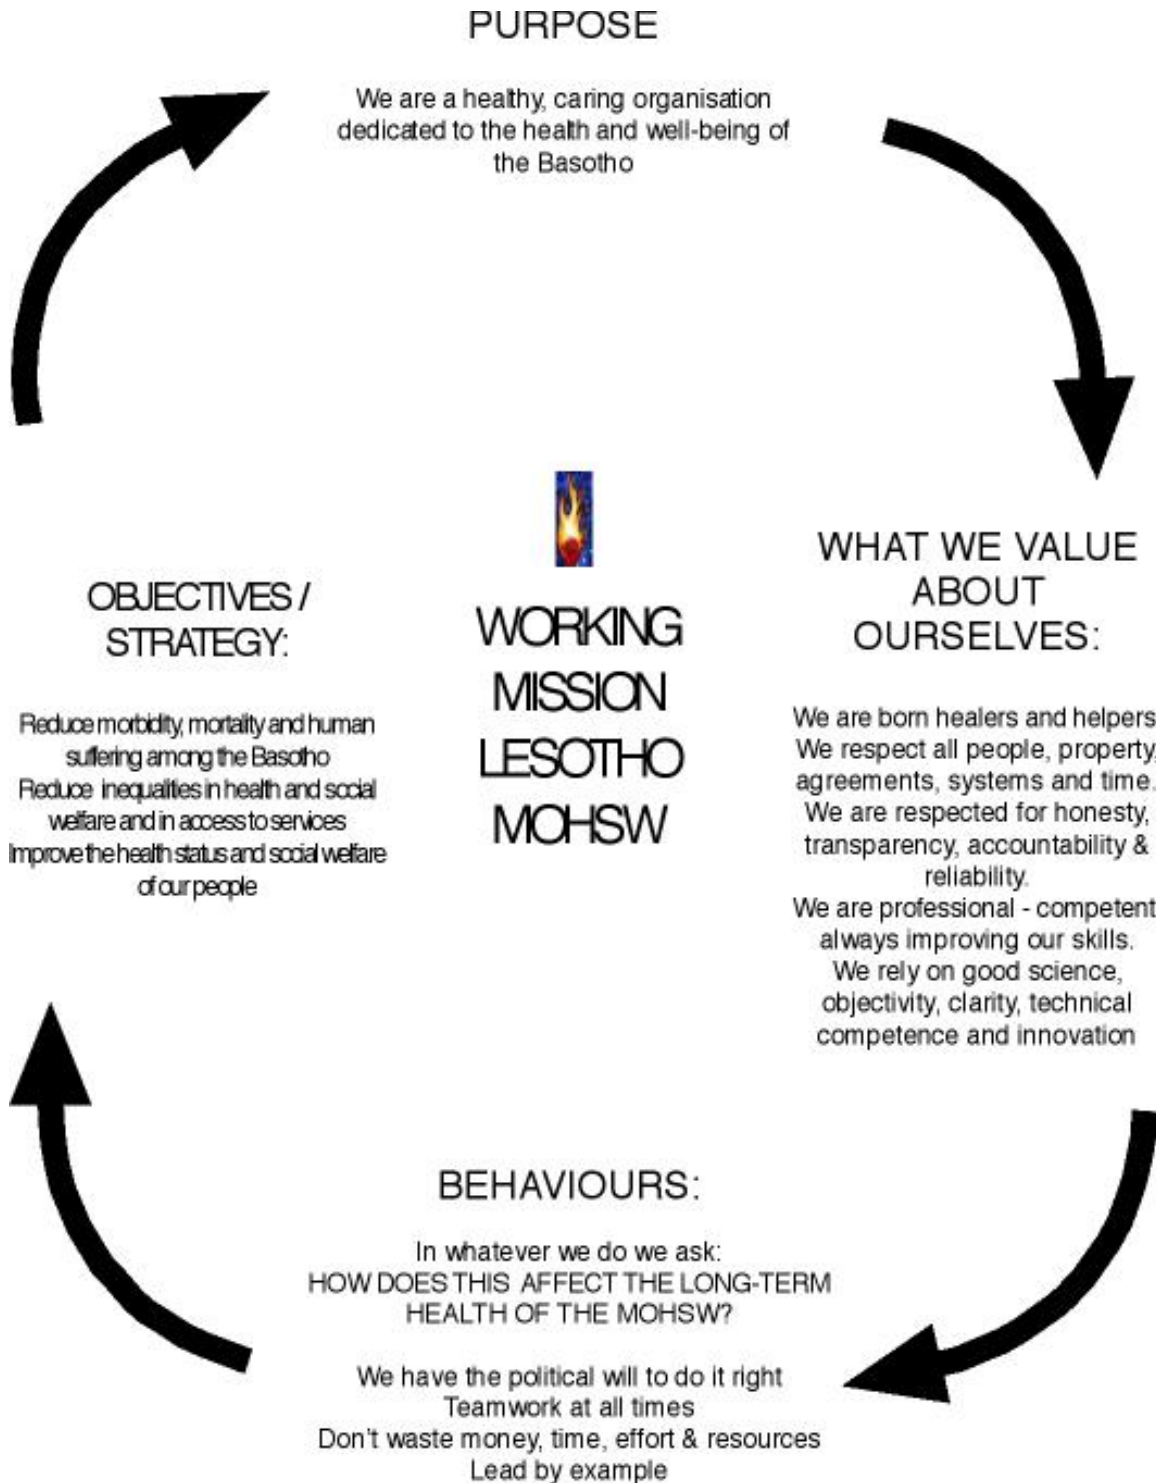 PURPOSE
We are a healthy, caring organisation
dedicated to the health and well-being of
the Basotho
WHAT WE VALUE
ABOUT
OURSELVES:
We are born healers and helpers
We respect all people, property,
agreements, systems and time.
We are respected for honesty,
transparency, accountability &
reliability.
We are professional - competent
always improving our skills.
We rely on good science,
objectivity, clarity, technical
competence and innovation
BEHAVIOURS:
In whatever we do we ask:
HOW DOES THIS AFFECT THE LONG-TERM
HEALTH OF THE MOHSW?
We have the political will to do it right
Teamwork at all times
Don't waste money, time, effort & resources
Lead by example
OBJECTIVES /
STRATEGY:
Reduce morbidity, mortality and human
suffering among the Basotho
Reduce inequalities in health and social
welfare and in access to services
Improve the health status and social welfare
of our people
WORKING
MISSION
LESOTHO
MOHSW